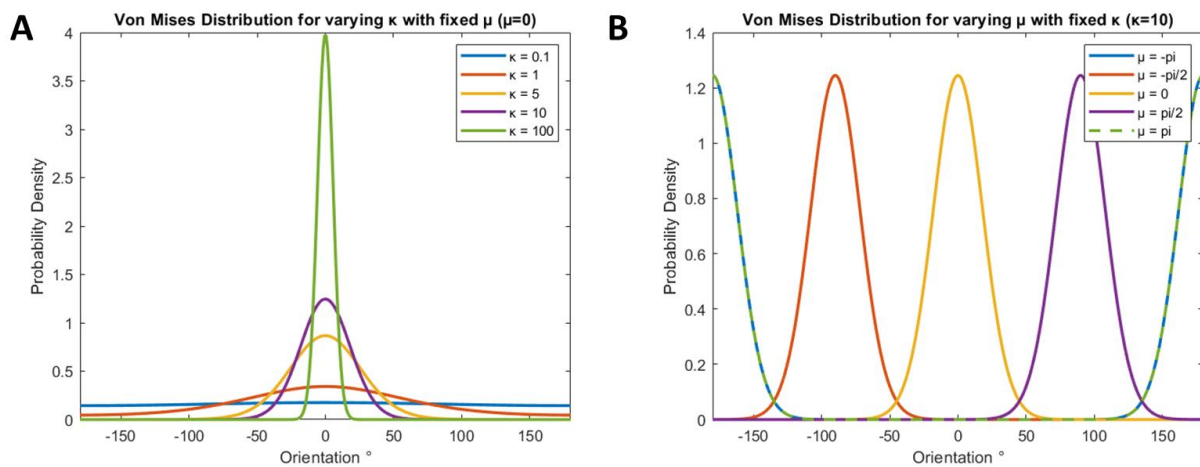 A
Von Mises Distribution for varying κ with fixed μ (μ=0)
Probability Density
4
3.5
3
2.5
2
1.5
1
0.5
0
-150 -100 -50 0 50 100 150
Orientation °
κ = 0.1
κ = 1
κ = 5
κ = 10
κ = 100
B
Von Mises Distribution for varying μ with fixed κ (κ=10)
Probability Density
1.4
1.2
1
0.8
0.6
0.4
0.2
0
-150 -100 -50 0 50 100 150
Orientation °
μ = -pi
μ = -pi/2
μ = 0
μ = pi/2
μ = pi